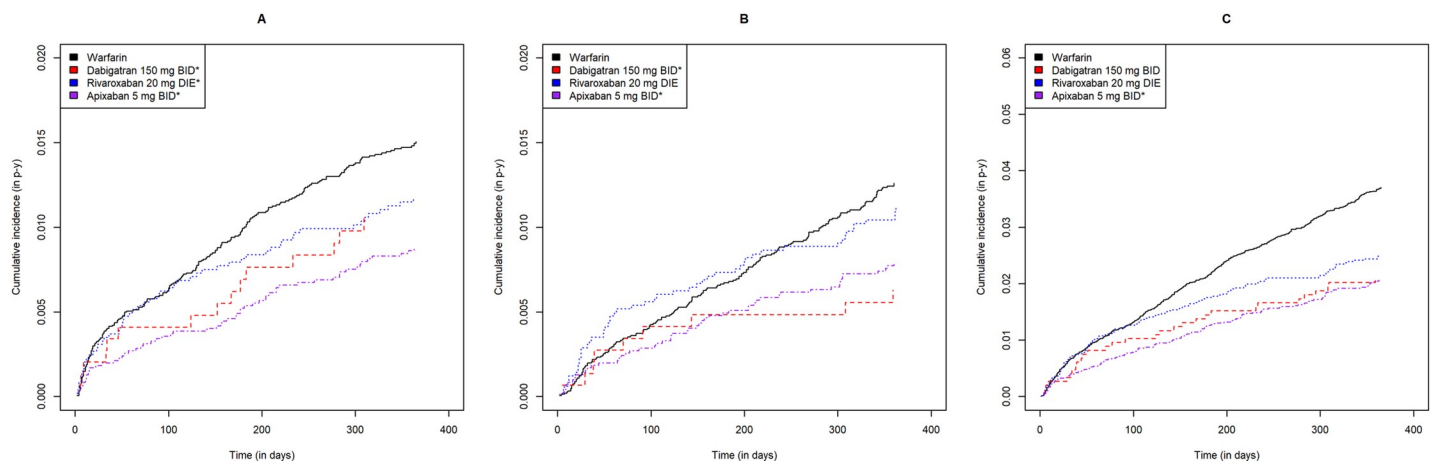 A
Warfarin
Dabigatran 150 mg BID*
Rivaroxaban 20 mg DIE*
Apixaban 5 mg BID*
Cumulative incidence (in p-y)
0.020
0.015
0.010
0.005
0.000
0 100 200 300 400
Time (in days)
B
Warfarin
Dabigatran 150 mg BID*
Rivaroxaban 20 mg DIE
Apixaban 5 mg BID*
Cumulative incidence (in p-y)
0.020
0.015
0.010
0.005
0.000
0 100 200 300 400
Time (in days)
C
Warfarin
Dabigatran 150 mg BID
Rivaroxaban 20 mg DIE
Apixaban 5 mg BID*
Cumulative incidence (in p-y)
0.06
0.05
0.04
0.03
0.02
0.01
0.00
0 100 200 300 400
Time (in days)